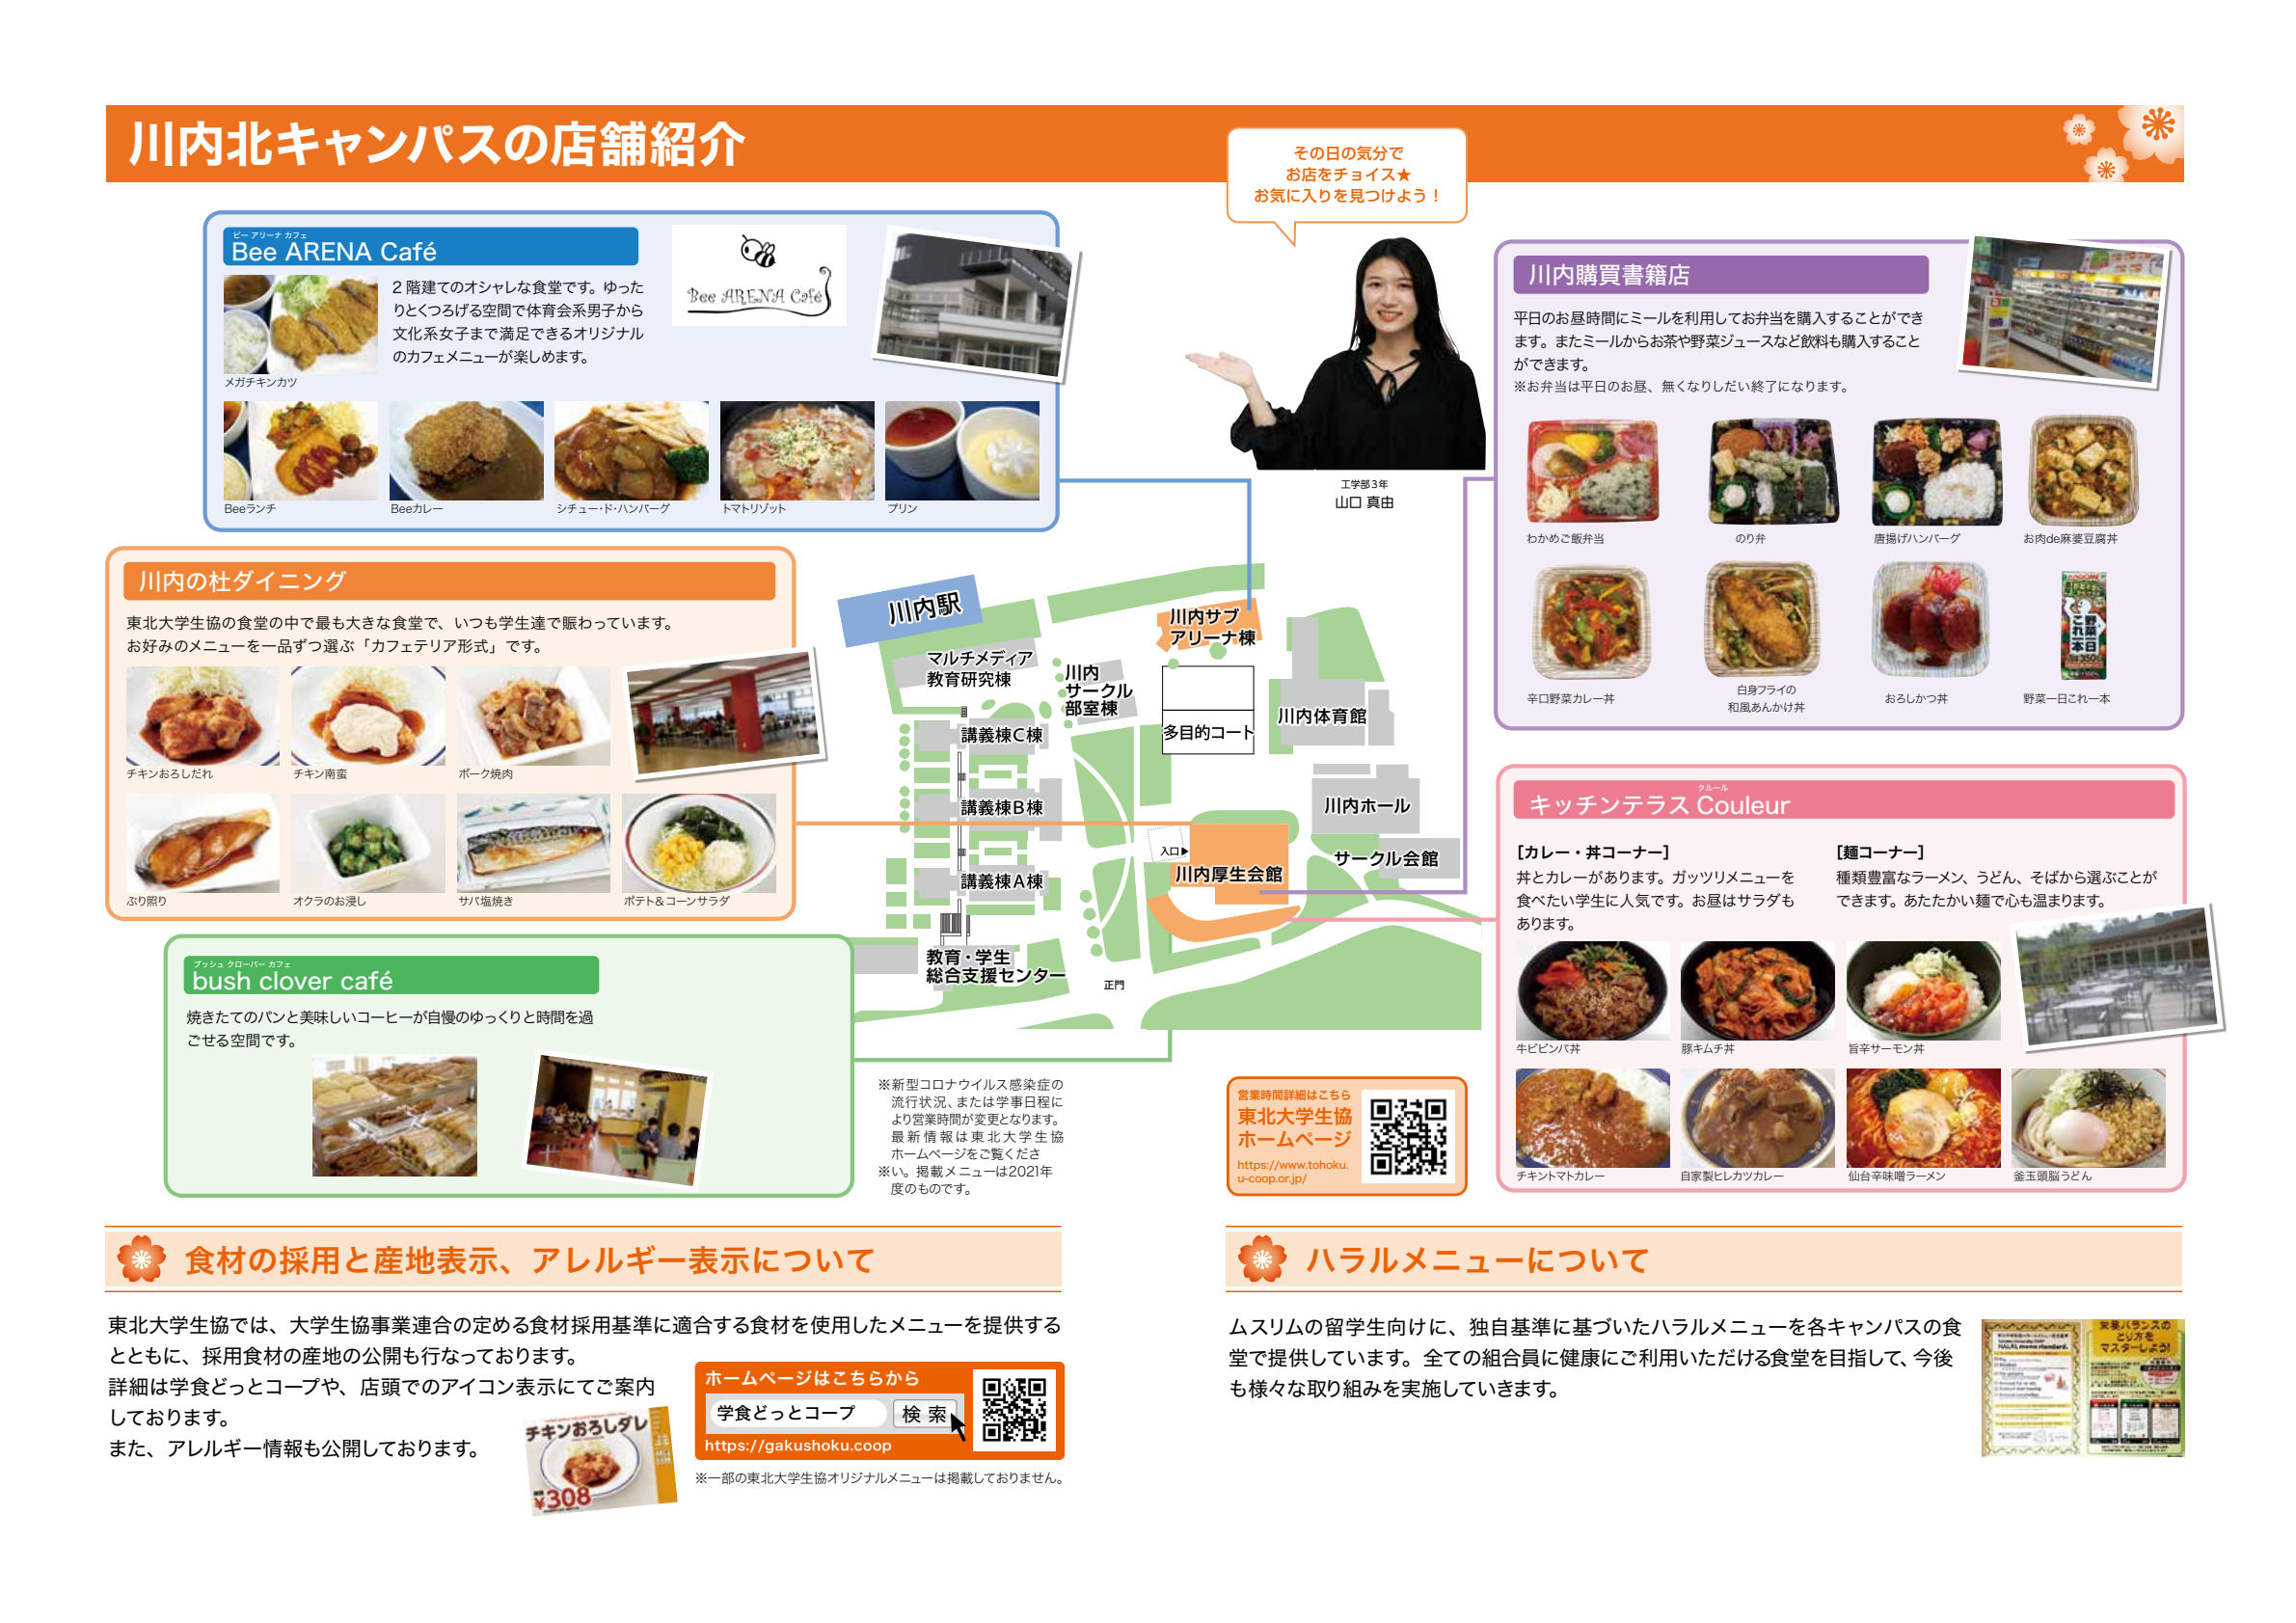 川内北キャンパスの店舗紹介
その日の気分で
お店をチョイス★
お気に入りを見つけよう！
工学部3年
山口 真由
ビー アリーナ カフェ
Bee ARENA Café
2 階建てのオシャレな食堂です。ゆった
りとくつろげる空間で体育会系男子から
文化系女子まで満足できるオリジナル
のカフェメニューが楽しめます。
Bee ARENA Café
メガチキンカツ
Beeランチ
Beeカレー
シチュー・ド・ハンバーグ
トマトリゾット
プリン
川内の杜ダイニング
東北大学生協の食堂の中で最も大きな食堂で、いつも学生達で賑わっています。
お好みのメニューを一品ずつ選ぶ「カフェテリア形式」です。
チキンおろしだれ
チキン南蛮
ポーク焼肉
ぶり照り
オクラのお浸し
サバ塩焼き
ポテト＆コーンサラダ
ブッシュ クローバー カフェ
bush clover café
焼きたてのパンと美味しいコーヒーが自慢のゆっくりと時間を過
ごせる空間です。
川内駅
マルチメディア
教育研究棟
川内
サークル
部室棟
川内サブ
アリーナ棟
多目的コート
川内体育館
講義棟C棟
講義棟B棟
講義棟A棟
川内ホール
サークル会館
入口▶
川内厚生会館
教育・学生
総合支援センター
正門
※新型コロナウイルス感染症の
流行状況、または学事日程に
より営業時間が変更となります。
最新情報は東北大学生協
ホームページをご覧くださ
※い。掲載メニューは2021年
度のものです。
営業時間詳細はこちら
東北大学生協
ホームページ
https://www.tohoku.
u-coop.or.jp/
川内購買書籍店
平日のお昼時間にミールを利用してお弁当を購入することができ
ます。またミールからお茶や野菜ジュースなど飲料も購入すること
ができます。
※お弁当は平日のお昼、無くなりしだい終了になります。
わかめご飯弁当
のり弁
唐揚げハンバーグ
お肉de麻婆豆腐丼
辛口野菜カレー丼
白身フライの
和風あんかけ丼
おろしかつ丼
野菜一日これ一本
野菜一日
これ一本
クルール
キッチンテラス Couleur
[カレー・丼コーナー]
丼とカレーがあります。ガッツリメニューを
食べたい学生に人気です。お昼はサラダも
あります。
[麺コーナー]
種類豊富なラーメン、うどん、そばから選ぶことが
できます。あたたかい麺で心も温まります。
牛ビビンバ丼
豚キムチ丼
旨辛サーモン丼
チキントマトカレー
自家製ヒレカツカレー
仙台辛味噌ラーメン
釜玉頭脳うどん
食材の採用と産地表示、アレルギー表示について
東北大学生協では、大学生協事業連合の定める食材採用基準に適合する食材を使用したメニューを提供する
とともに、採用食材の産地の公開も行なっております。
詳細は学食どっとコープや、店頭でのアイコン表示にてご案内
しております。
また、アレルギー情報も公開しております。
チキンおろしダレ
¥308
ホームページはこちらから
学食どっとコープ
検 索
https://gakushoku.coop
※一部の東北大学生協オリジナルメニューは掲載しておりません。
ハラルメニューについて
ムスリムの留学生向けに、独自基準に基づいたハラルメニューを各キャンパスの食
堂で提供しています。全ての組合員に健康にご利用いただける食堂を目指して、今後
も様々な取り組みを実施していきます。
栄養バランスの
とり方を
マスターしよう!